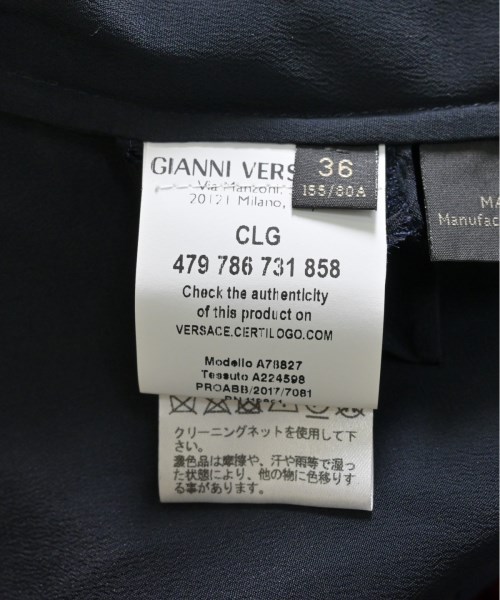 GIANNI VERS
Via Manzoni,
20121 Milano,
36
155/80A
CLG
479 786 731 858
Check the authenticity
of this product on
VERSACE.CERTILOGO.COM
Modello A78827
Tessuto A224598
PROABB/2017/7081
MA
Manufac
クリーニングネットを使用して下
さい。
濃色品は摩擦や、汗や雨等で湿っ
た状態により、他の物に色移りす
る事があります。